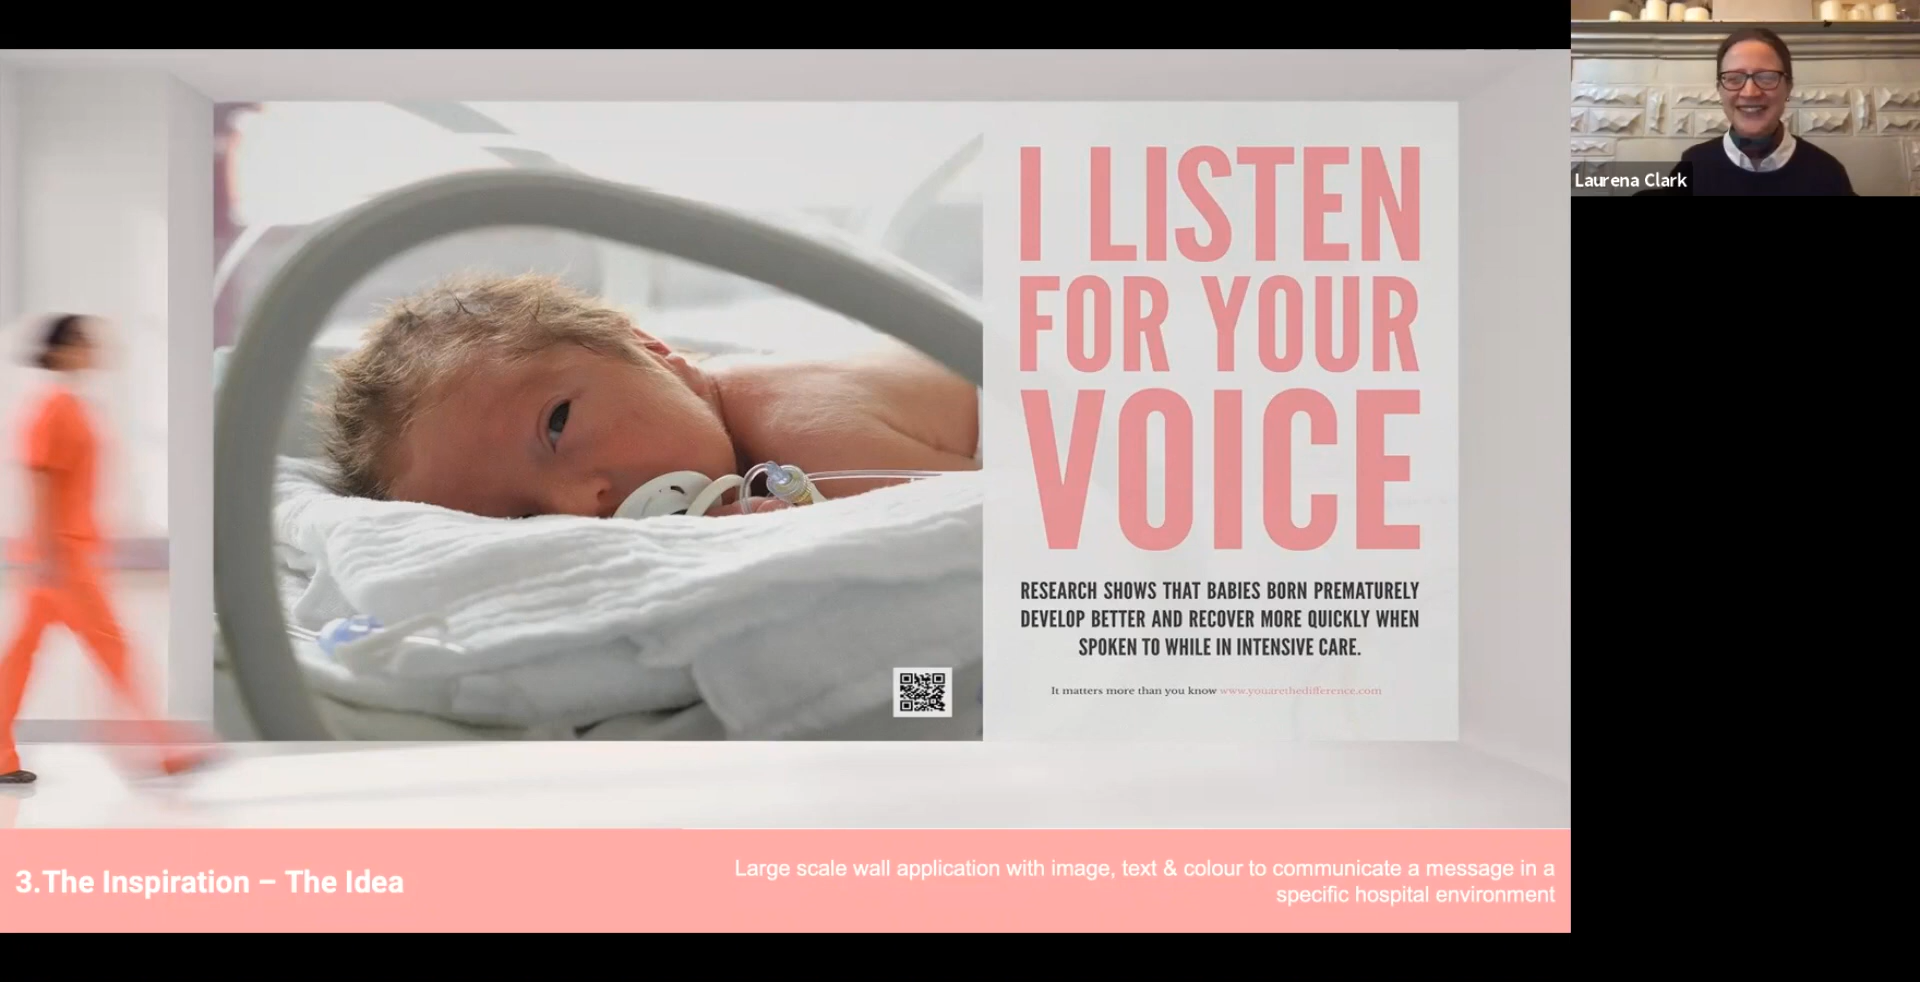 I LISTEN
FOR YOUR
VOICE
RESEARCH SHOWS THAT BABIES BORN PREMATURELY
DEVELOP BETTER AND RECOVER MORE QUICKLY WHEN
SPOKEN TO WHILE IN INTENSIVE CARE.
It matters more than you know www.youarethedifference.com
3.The Inspiration – The Idea
Large scale wall application with image, text & colour to communicate a message in a
specific hospital environment
Laurena Clark